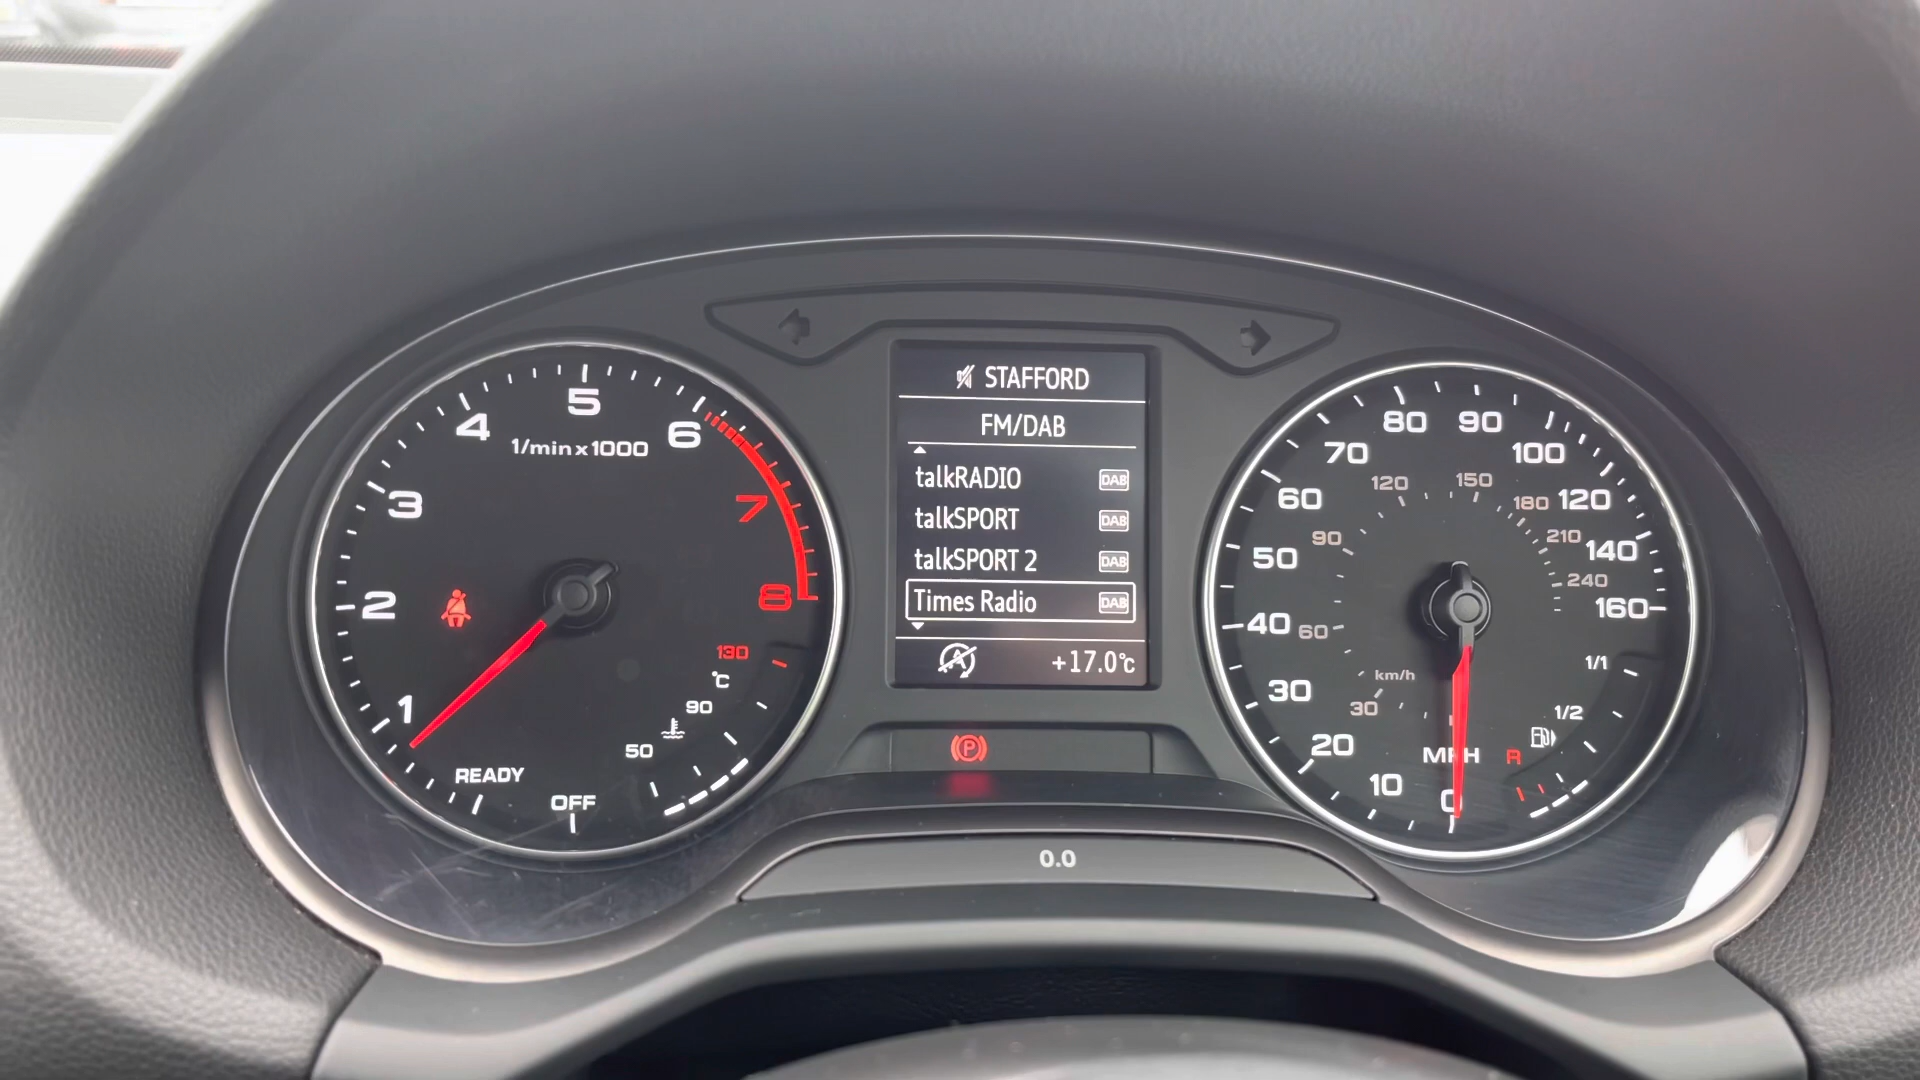 STAFFORD
FM/DAB
talkRADIO DAB
talkSPORT DAB
talkSPORT 2 DAB
Times Radio DAB
A +17.0°C
P
0.0
OFF
READY
1
2
3
4
5
6
7
8
1/min x 1000
130
°C
90
50
0
10
20
30
40
50
60
70
80
90
100
120
140
160
MPH
km/h
30
60
90
120
150
180
210
240
1/1
1/2
R